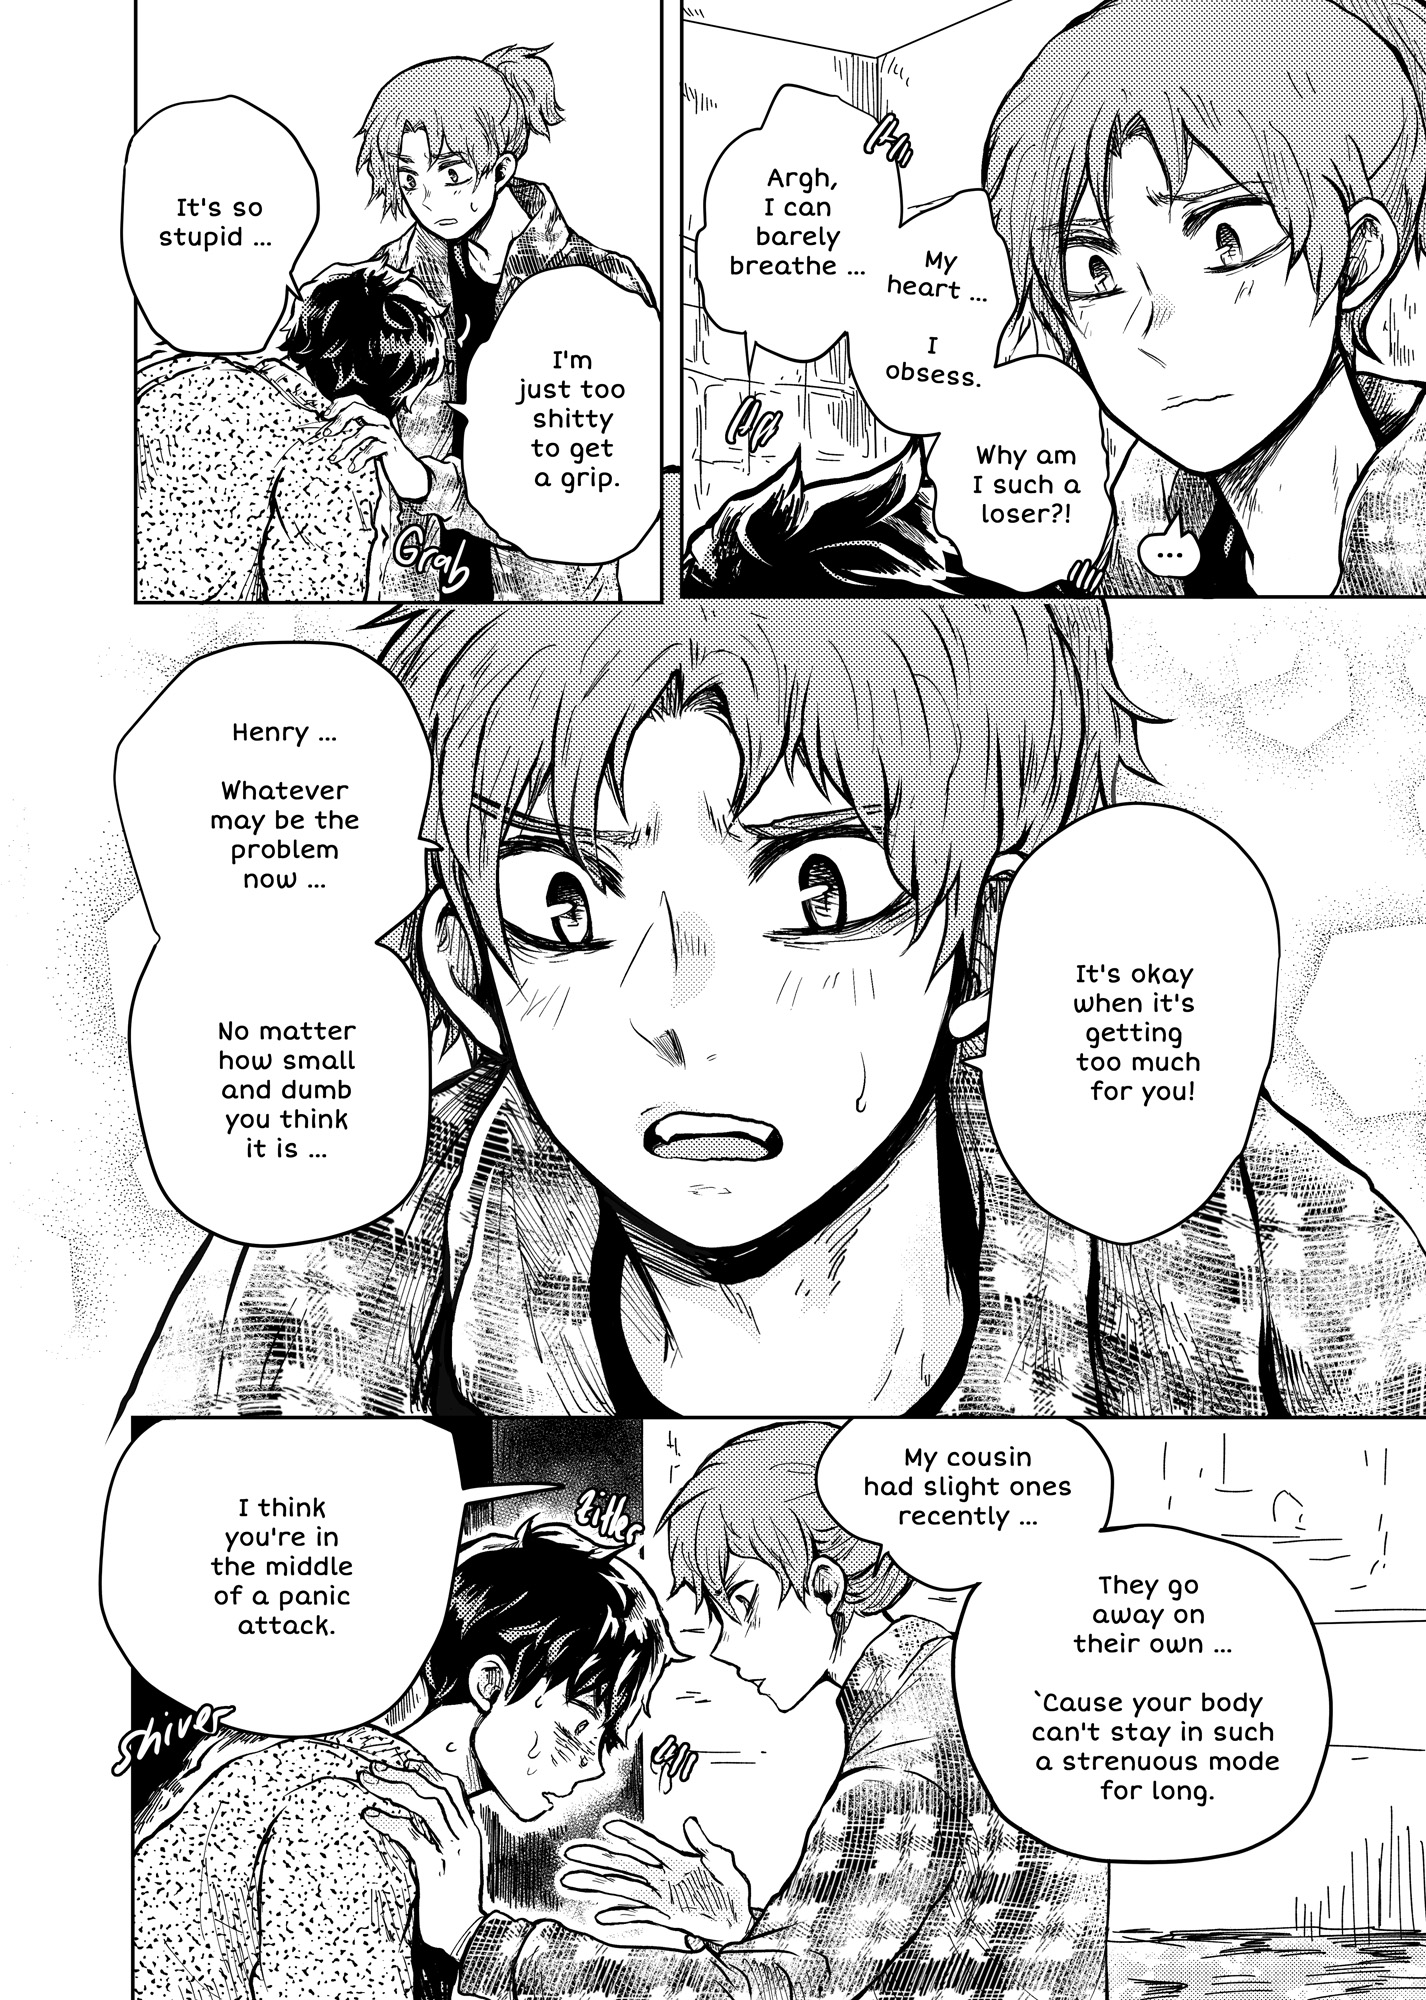 It's so
stupid ...
I'm
just too
shitty
to get
a grip.
Grab
Argh,
I can
barely
breathe ...
My
heart ...
I
obsess.
Why am
I such a
loser?!
...
Henry ...
Whatever
may be the
problem
now ...
No matter
how small
and dumb
you think
it is ...
It's okay
when it's
getting
too much
for you!
I think
you're in
the middle
of a panic
attack.
zitter
shiver
My cousin
had slight ones
recently ...
They go
away on
their own ...
`Cause your body
can't stay in such
a strenuous mode
for long.